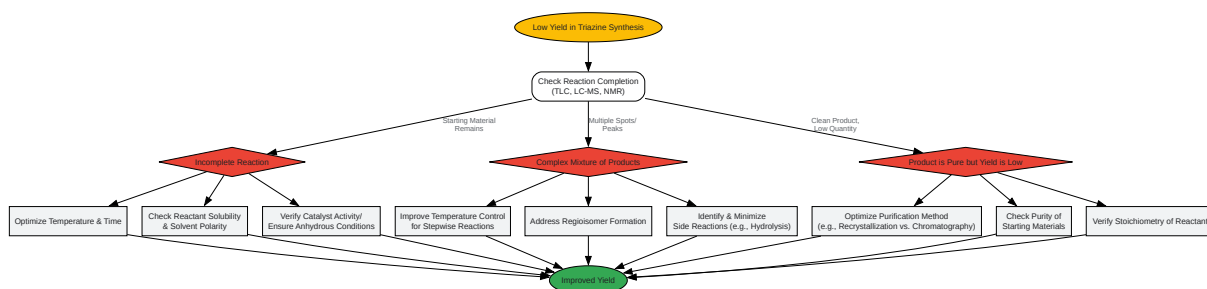 Low Yield in Triazine Synthesis
Check Reaction Completion
(TLC, LC-MS, NMR)
Starting Material
Remains
Multiple Spots/
Peaks
Clean Product,
Low Quantity
Incomplete Reaction
Complex Mixture of Products
Product is Pure but Yield is Low
Optimize Temperature & Time
Check Reactant Solubility
& Solvent Polarity
Verify Catalyst Activity/
Ensure Anhydrous Conditions
Improve Temperature Control
for Stepwise Reactions
Address Regioisomer Formation
Identify & Minimize
Side Reactions (e.g., Hydrolysis)
Optimize Purification Method
(e.g., Recrystallization vs. Chromatography)
Check Purity of
Starting Materials
Verify Stoichiometry of Reactant
Improved Yield